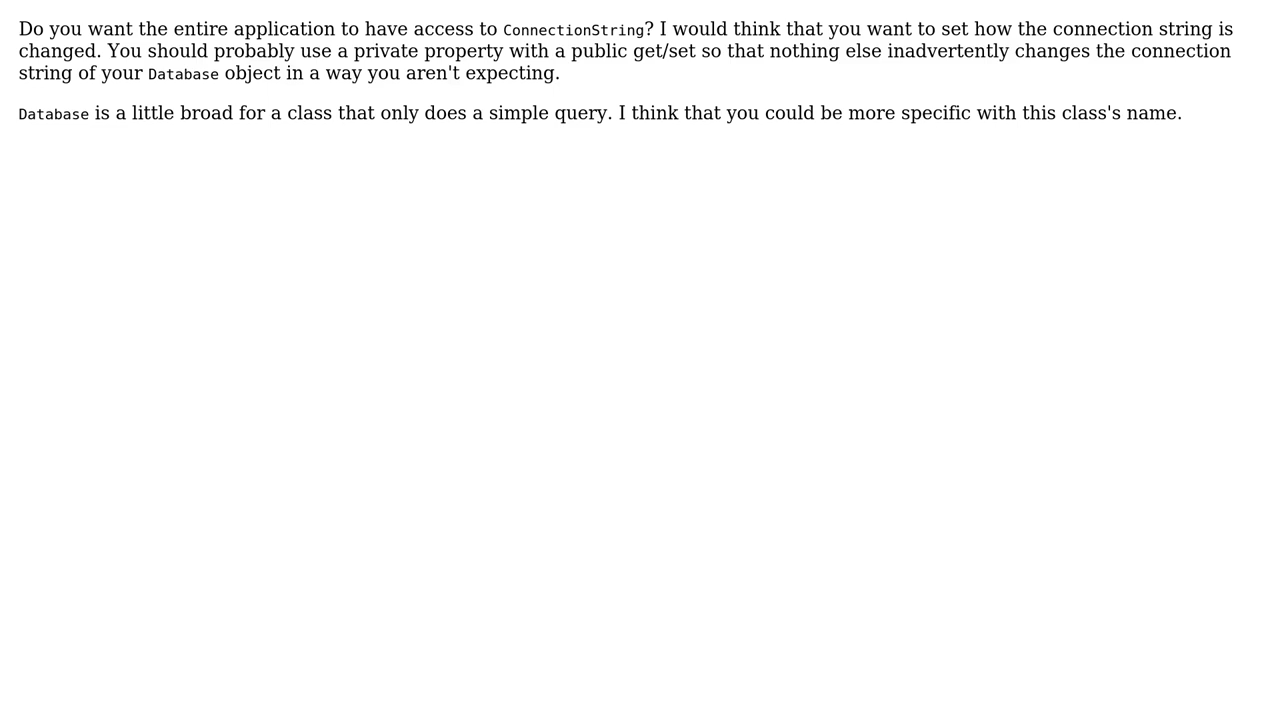 Do you want the entire application to have access to ConnectionString? I would think that you want to set how the connection string is
changed. You should probably use a private property with a public get/set so that nothing else inadvertently changes the connection
string of your Database object in a way you aren't expecting.
Database is a little broad for a class that only does a simple query. I think that you could be more specific with this class's name.